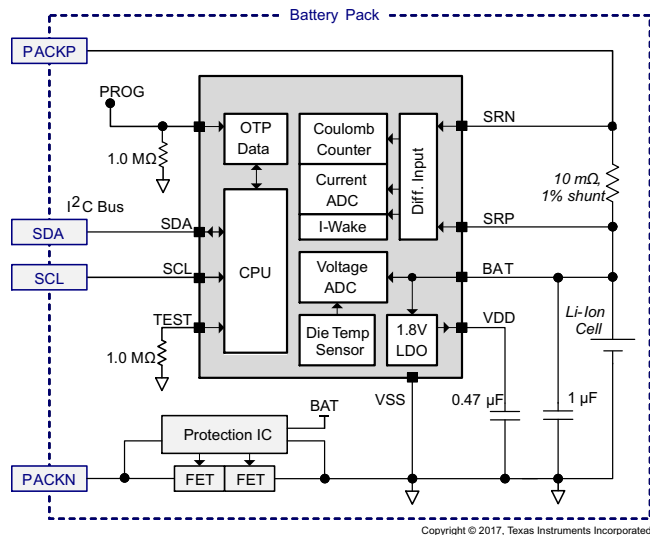 Battery Pack
PACKP
PROG
1.0 MΩ
OTP
Data
Coulomb
Counter
Current
ADC
I-Wake
Diff. Input
SRN
10 mΩ,
1% shunt
SRP
I2C Bus
SDA
SDA
SCL
SCL
CPU
TEST
1.0 MΩ
Voltage
ADC
Die Temp
Sensor
1.8V
LDO
BAT
VDD
Li-Ion
Cell
VSS
0.47 µF
1 µF
BAT
Protection IC
PACKN
FET
FET
Copyright © 2017, Texas Instruments Incorporated